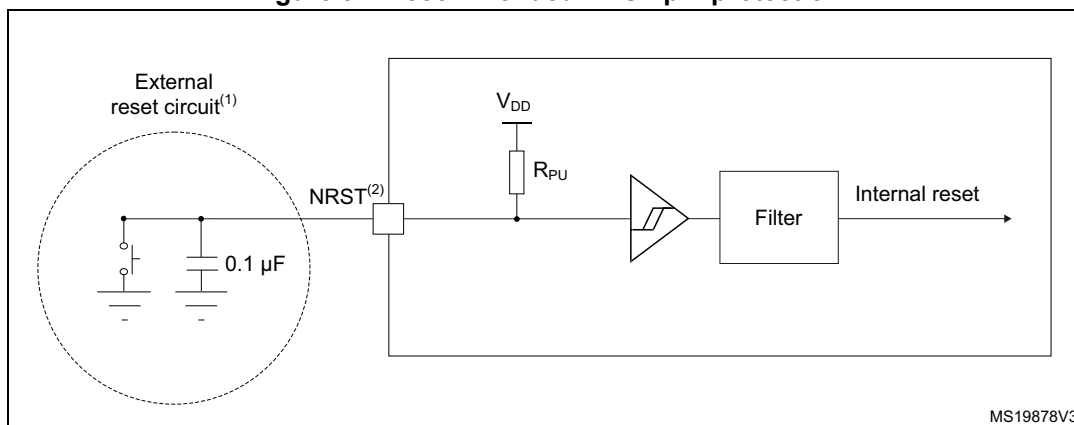 External
reset circuit(1)
VDD
RPU
NRST(2)
Filter
Internal reset
0.1 µF
MS19878V3